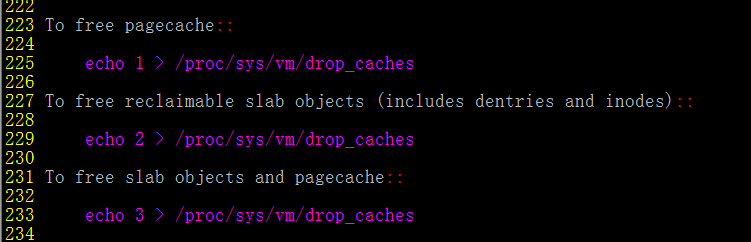 222
223 To free pagecache::
224
225     echo 1 > /proc/sys/vm/drop_caches
226
227 To free reclaimable slab objects (includes dentries and inodes)::
228
229     echo 2 > /proc/sys/vm/drop_caches
230
231 To free slab objects and pagecache::
232
233     echo 3 > /proc/sys/vm/drop_caches
234